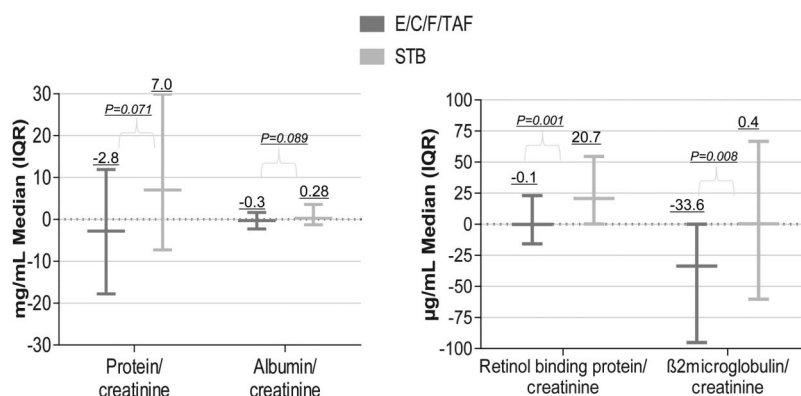 E/C/F/TAF
STB
mg/mL Median (IQR)
30
20
10
0
-10
-20
-30
-2.8
P=0.071
7.0
-0.3
P=0.089
0.28
Protein/
creatinine
Albumin/
creatinine
µg/mL Median (IQR)
100
75
50
25
0
-25
-50
-75
-100
-0.1
P=0.001
20.7
-33.6
P=0.008
0.4
Retinol binding protein/
creatinine
ß2microglobulin/
creatinine